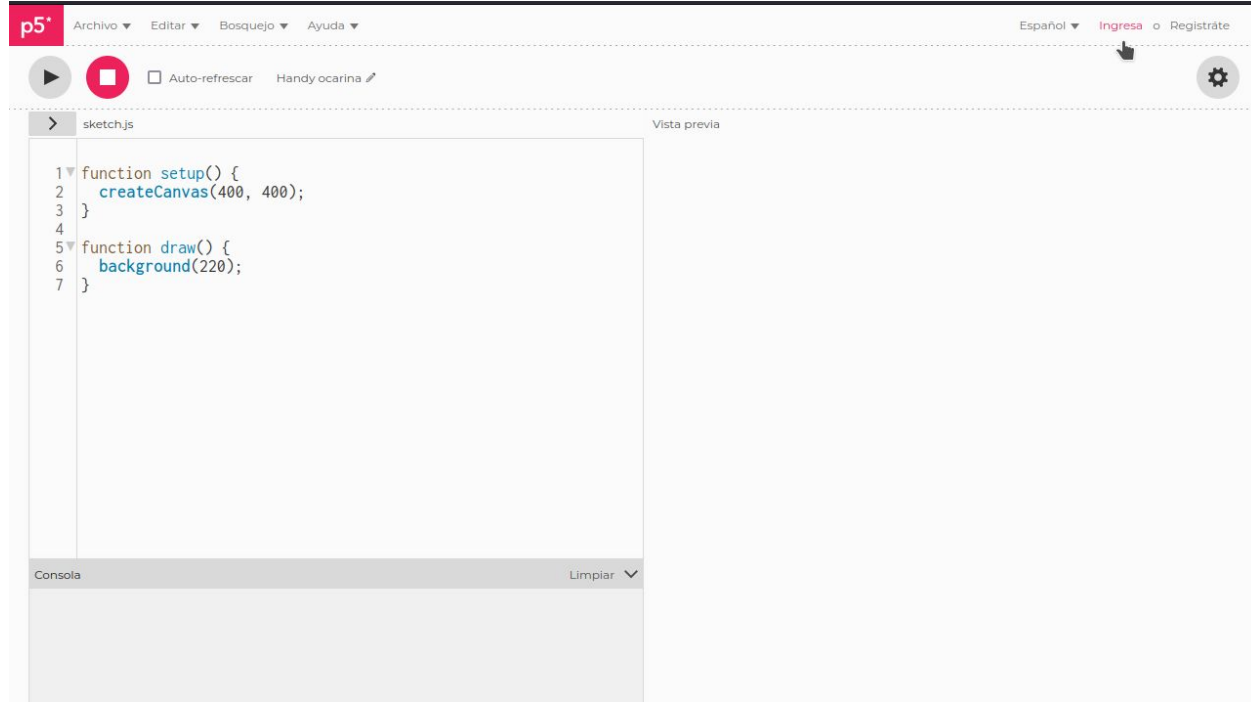 p5* Archivo Editar Bosquejo Ayuda Español Ingresa o Registráte
Auto-refrescar Handy ocarina
sketch.js Vista previa
1 function setup() {
2 createCanvas(400, 400);
3 }
4
5 function draw() {
6 background(220);
7 }
Consola Limpiar